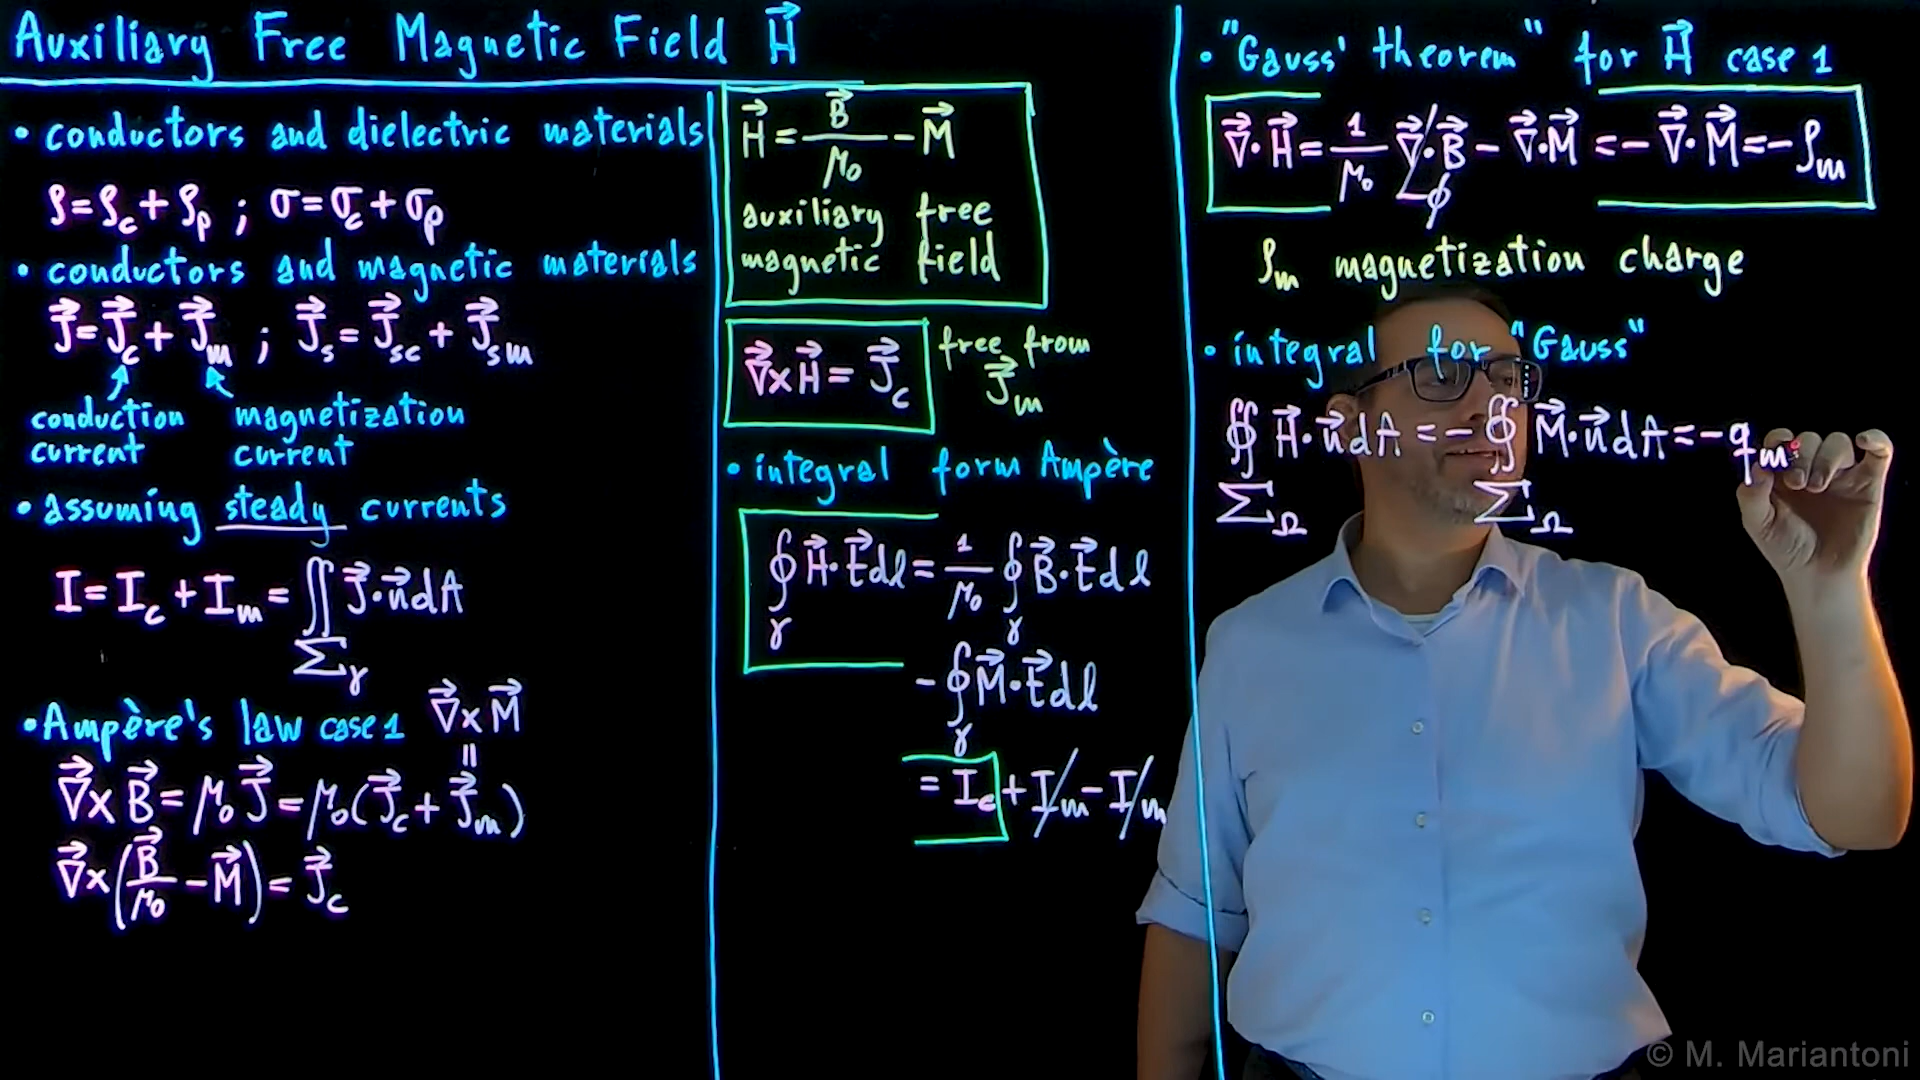 Auxiliary Free Magnetic Field H⃗
• conductors and dielectric materials
ρ=ρc+ρp ; σ=σc+σp
• conductors and magnetic materials
J⃗=J⃗c+J⃗m ; J⃗s=J⃗sc+J⃗sm
conduction current
magnetization current
• assuming steady currents
I=Ic+Im=∬Σγ J⃗·n⃗dA
• Ampère's law case 1 ∇⃗×M⃗
=
∇⃗×B⃗=μ₀J⃗=μ₀(J⃗c+J⃗m)
∇⃗×(B⃗/μ₀−M⃗)=J⃗c
H⃗=B⃗/μ₀−M⃗
auxiliary free
magnetic field
∇⃗×H⃗=J⃗c
free from
J⃗m
• integral form Ampère
∮γ H⃗·t⃗dl=1/μ₀ ∮γ B⃗·t⃗dl
−∮γ M⃗·t⃗dl
=Ic+Im−Im
• "Gauss' theorem" for H⃗ case 1
∇⃗·H⃗=1/μ₀ ∇⃗·B⃗−∇⃗·M⃗=−∇⃗·M⃗=−ρm
ρm magnetization charge
• integral for "Gauss"
∯ΣΩ H⃗·n⃗dA=−∯ΣΩ M⃗·n⃗dA=−qm
© M. Mariantoni